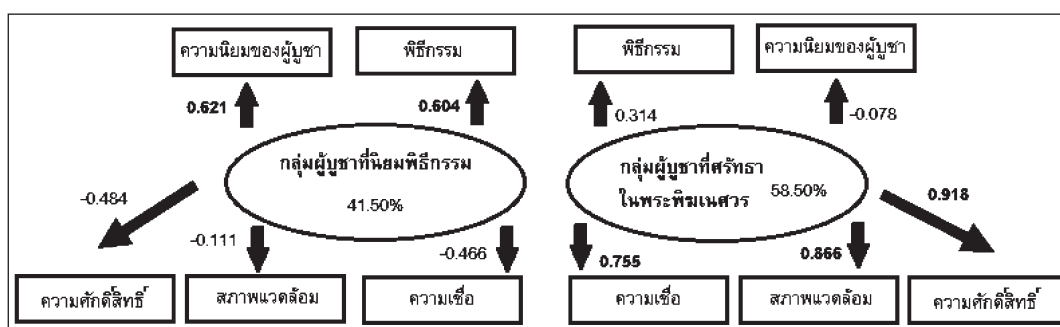 ความนิยมของผู้บูชา
พิธีกรรม
พิธีกรรม
ความนิยมของผู้บูชา
0.621
0.604
0.314
-0.078
กลุ่มผู้บูชาที่นิยมพิธีกรรม
41.50%
กลุ่มผู้บูชาที่ศรัทธา
ในพระพิฆเนศวร
58.50%
-0.484
-0.111
-0.466
0.755
0.866
0.918
ความศักดิ์สิทธิ์
สภาพแวดล้อม
ความเชื่อ
ความเชื่อ
สภาพแวดล้อม
ความศักดิ์สิทธิ์